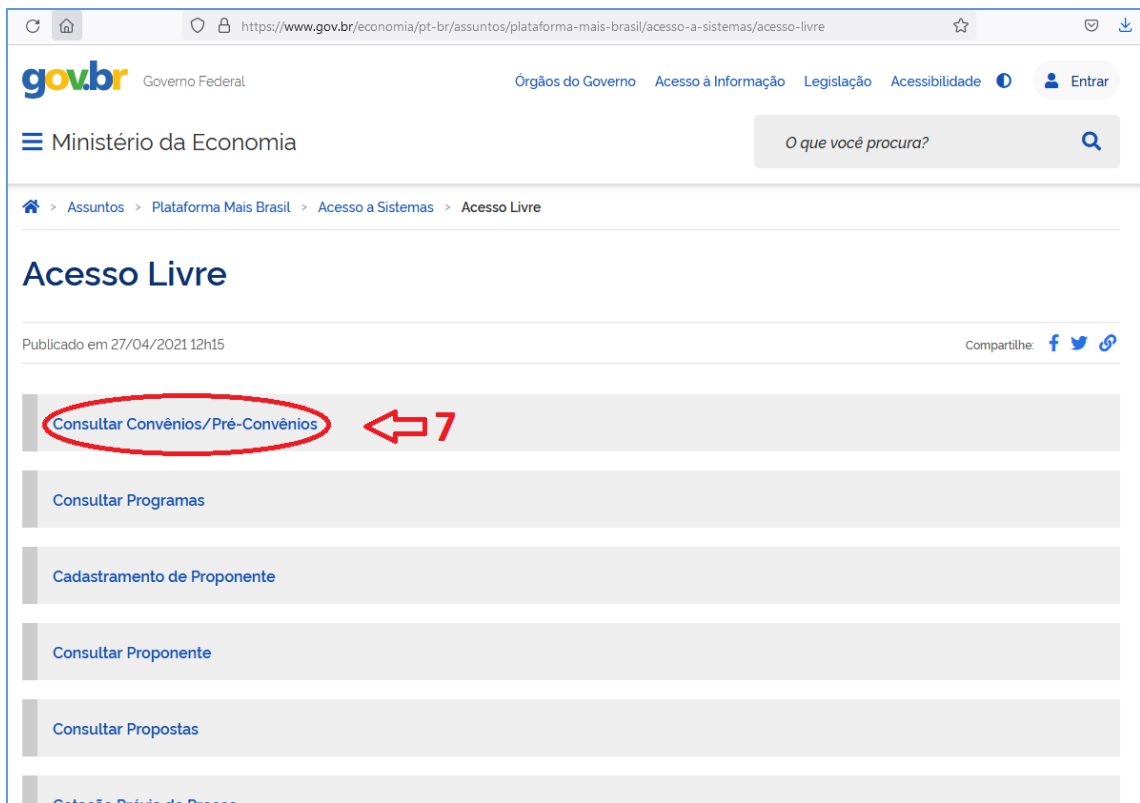 https://www.gov.br/economia/pt-br/assuntos/plataforma-mais-brasil/acesso-a-sistemas/acesso-livre
gov.br Governo Federal Órgãos do Governo Acesso à Informação Legislação Acessibilidade Entrar
Ministério da Economia O que você procura?
> Assuntos > Plataforma Mais Brasil > Acesso a Sistemas > Acesso Livre
Acesso Livre
Publicado em 27/04/2021 12h15 Compartilhe:
Consultar Convênios/Pré-Convênios 7
Consultar Programas
Cadastramento de Proponente
Consultar Proponente
Consultar Propostas